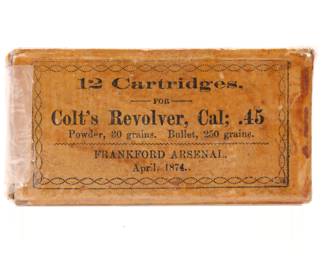 12 Cartridges.
FOR
Colt's Revolver, Cal; .45
Powder, 30 grains. Bullet, 250 grains.
FRANKFORD ARSENAL.
April, 1874.